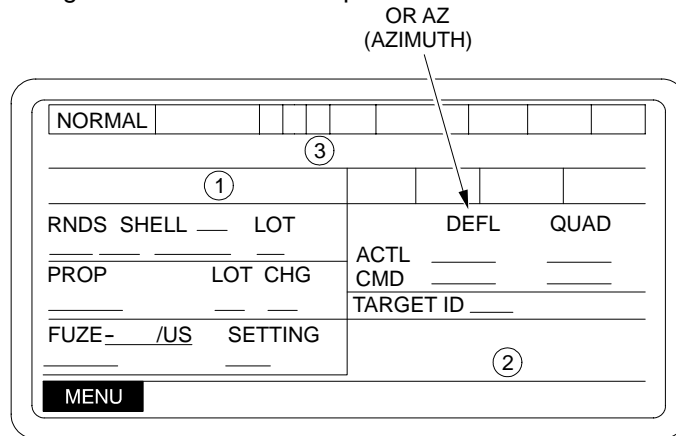 OR AZ
(AZIMUTH)
NORMAL
3
1
RNDS SHELL LOT
DEFL QUAD
ACTL
PROP LOT CHG
CMD
TARGET ID
FUZE- /US SETTING
2
MENU